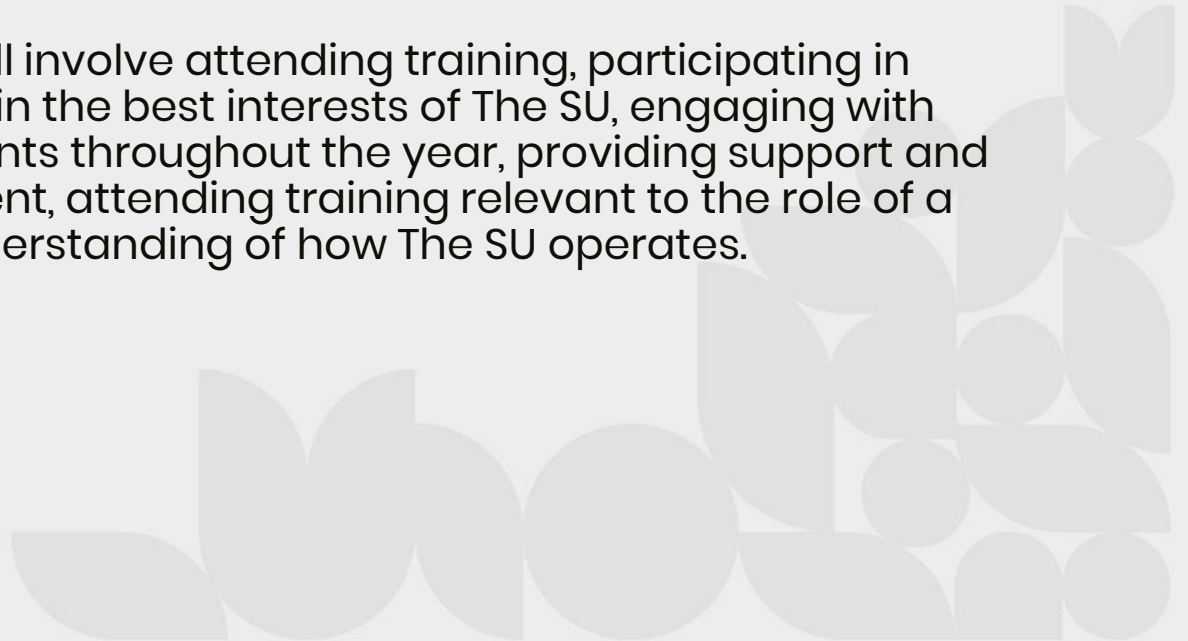 ll involve attending training, participating in
in the best interests of The SU, engaging with
nts throughout the year, providing support and
ent, attending training relevant to the role of a
erstanding of how The SU operates.